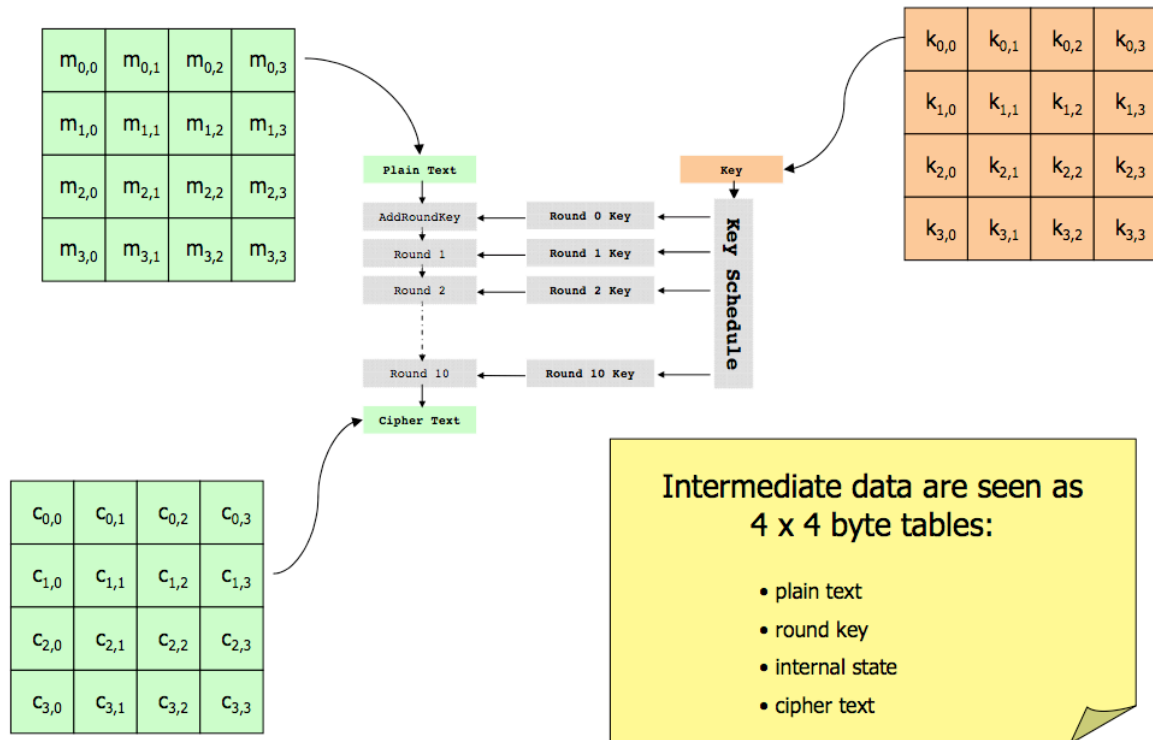 m0,0 m0,1 m0,2 m0,3
m1,0 m1,1 m1,2 m1,3
m2,0 m2,1 m2,2 m2,3
m3,0 m3,1 m3,2 m3,3
k0,0 k0,1 k0,2 k0,3
k1,0 k1,1 k1,2 k1,3
k2,0 k2,1 k2,2 k2,3
k3,0 k3,1 k3,2 k3,3
Plain Text
Key
AddRoundKey
Round 0 Key
Round 1
Round 1 Key
Round 2
Round 2 Key
Key Schedule
Round 10
Round 10 Key
Cipher Text
c0,0 c0,1 c0,2 c0,3
c1,0 c1,1 c1,2 c1,3
c2,0 c2,1 c2,2 c2,3
c3,0 c3,1 c3,2 c3,3
Intermediate data are seen as
4 x 4 byte tables:
• plain text
• round key
• internal state
• cipher text